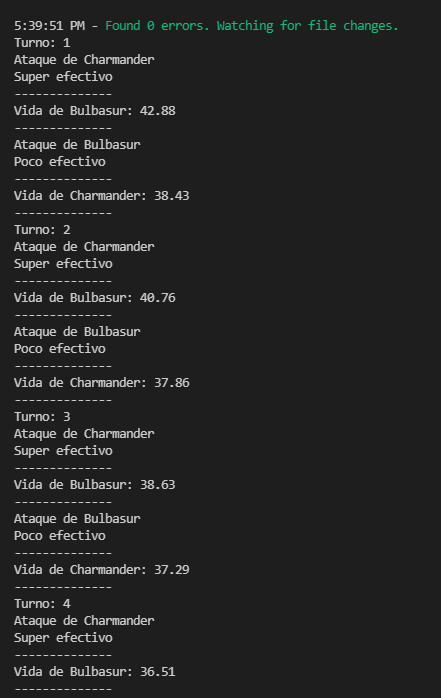 5:39:51 PM - Found 0 errors. Watching for file changes.
Turno: 1
Ataque de Charmander
Super efectivo
--------------
Vida de Bulbasur: 42.88
--------------
Ataque de Bulbasur
Poco efectivo
--------------
Vida de Charmander: 38.43
--------------
Turno: 2
Ataque de Charmander
Super efectivo
--------------
Vida de Bulbasur: 40.76
--------------
Ataque de Bulbasur
Poco efectivo
--------------
Vida de Charmander: 37.86
--------------
Turno: 3
Ataque de Charmander
Super efectivo
--------------
Vida de Bulbasur: 38.63
--------------
Ataque de Bulbasur
Poco efectivo
--------------
Vida de Charmander: 37.29
--------------
Turno: 4
Ataque de Charmander
Super efectivo
--------------
Vida de Bulbasur: 36.51
--------------